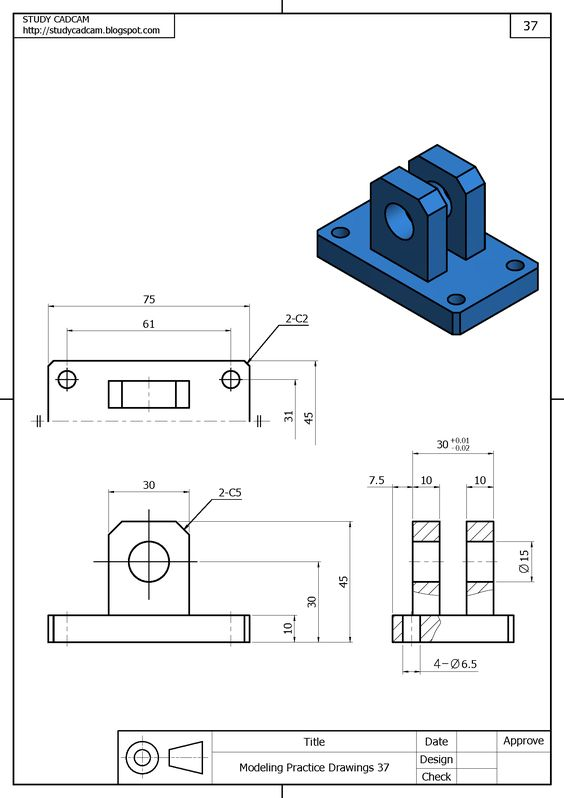 STUDY CADCAM
http://studycadcam.blogspot.com
37
75
61
2-C2
31
45
30
2-C5
10
30
45
30 +0.01 -0.02
7.5
10
10
Ø15
4-Ø6.5
Title
Date
Approve
Modeling Practice Drawings 37
Design
Check